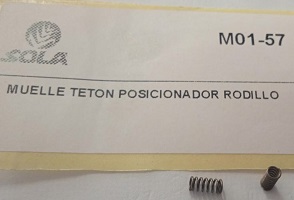 SOLA
M01-57
MUELLE TETON POSICIONADOR RODILLO